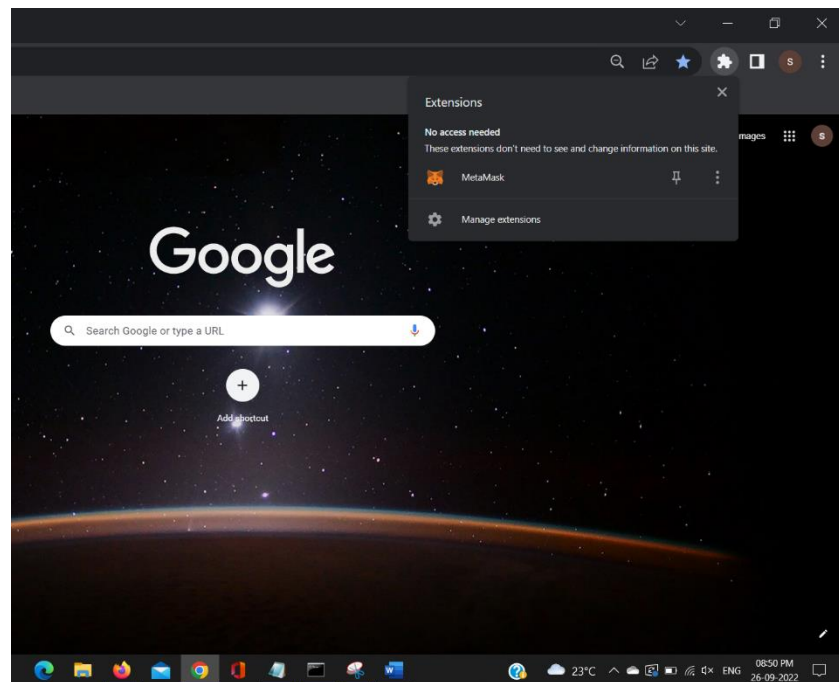 S
Extensions
No access needed
These extensions don't need to see and change information on this site.
mages
S
MetaMask
Manage extensions
Google
Search Google or type a URL
Add shortcut
23°C
ENG
08:50 PM
26-09-2022